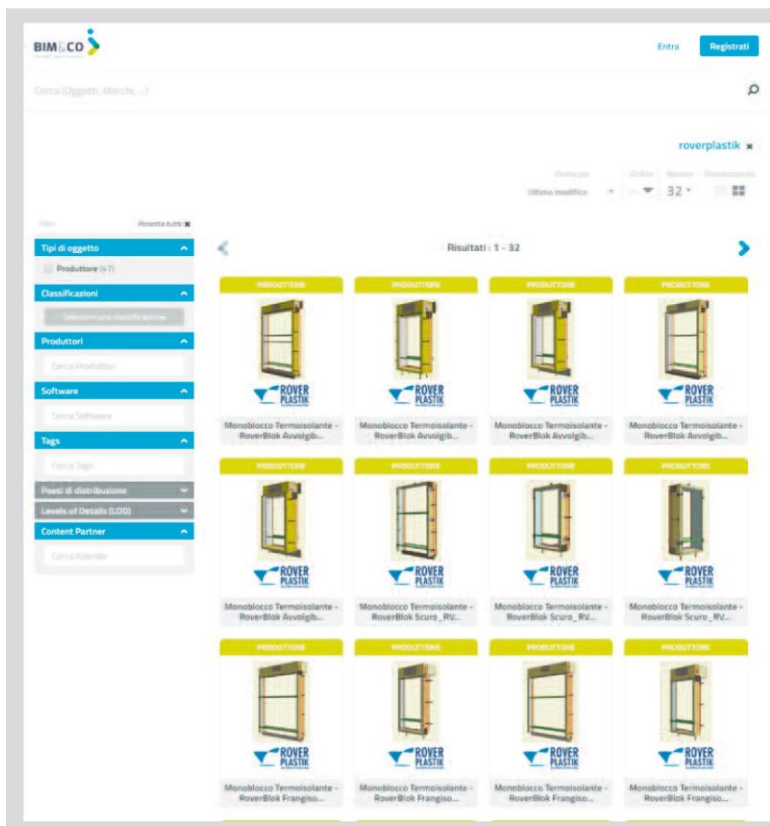 BIM&CO
Entra
Registrati
Cerca (Oggetti, Marchi, ...)
roverplastik ×
Ordina per
Ordine
Numero
Ultima modifica
32
Filtri
Resetta tutto ×
Tipi di oggetto
Produttore (47)
Classificazioni
Selezioni una classificazione
Produttori
Cerca Produttori
Software
Cerca Software
Tags
Cerca Tags
Paesi di distribuzione
Levels of Details (LOD)
Content Partner
Cerca Aziende
Risultati : 1 - 32
PRODUTTORE
PRODUTTORE
PRODUTTORE
PRODUTTORE
ROVER
PLASTIK
ROVER
PLASTIK
ROVER
PLASTIK
ROVER
PLASTIK
Monoblocco Termoisolante -
RoverBlok Avvolgib...
Monoblocco Termoisolante -
RoverBlok Avvolgib...
Monoblocco Termoisolante -
RoverBlok Avvolgib...
Monoblocco Termoisolante -
RoverBlok Avvolgib...
PRODUTTORE
PRODUTTORE
PRODUTTORE
PRODUTTORE
ROVER
PLASTIK
ROVER
PLASTIK
ROVER
PLASTIK
ROVER
PLASTIK
Monoblocco Termoisolante -
RoverBlok Avvolgib...
Monoblocco Termoisolante -
RoverBlok Scuro_RV...
Monoblocco Termoisolante -
RoverBlok Scuro_RV...
Monoblocco Termoisolante -
RoverBlok Scuro_RV...
PRODUTTORE
PRODUTTORE
PRODUTTORE
PRODUTTORE
ROVER
PLASTIK
ROVER
PLASTIK
ROVER
PLASTIK
ROVER
PLASTIK
Monoblocco Termoisolante -
RoverBlok Frangiso...
Monoblocco Termoisolante -
RoverBlok Frangiso...
Monoblocco Termoisolante -
RoverBlok Frangiso...
Monoblocco Termoisolante -
RoverBlok Frangiso...